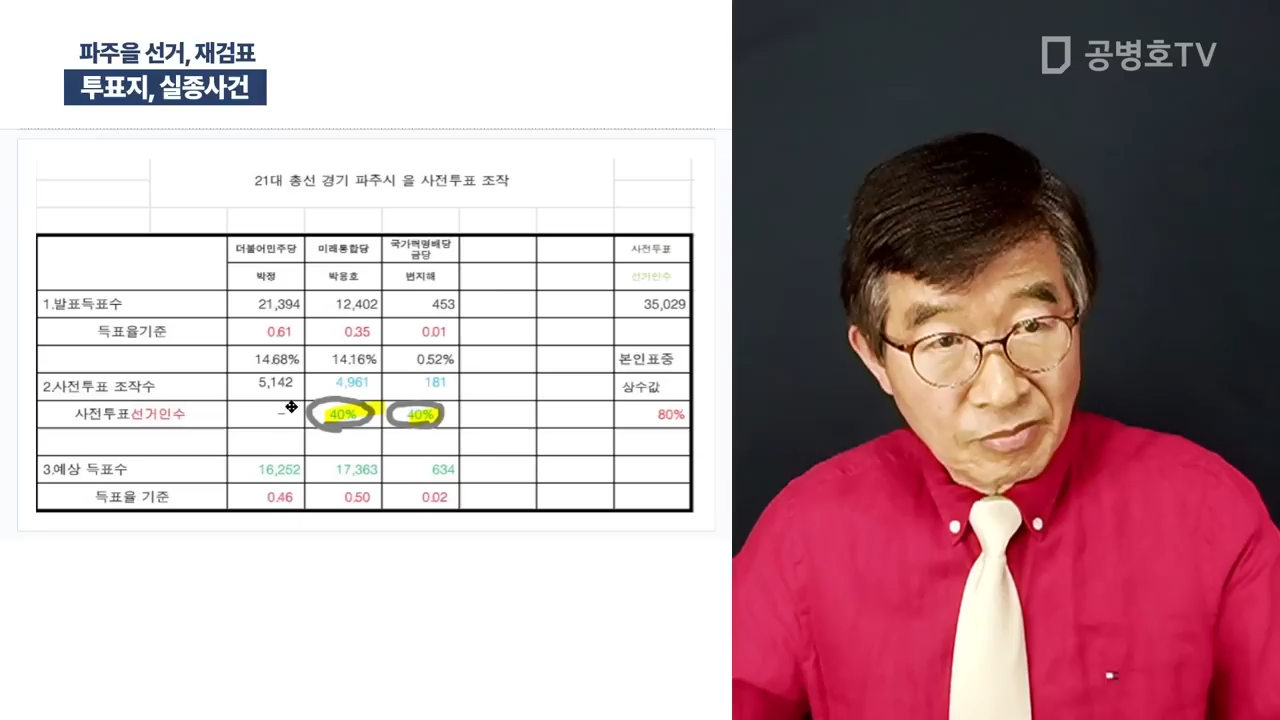 파주을 선거, 재검표
투표지, 실종사건
공병호TV
21대 총선 경기 파주시 을 사전투표 조작
더불어민주당 미래통합당 국가혁명배당금당 사전투표
박정 박용호 변지해 선거인수
1.발표득표수 21,394 12,402 453 35,029
득표율기준 0.61 0.35 0.01
14.68% 14.16% 0.52% 본인표중
2.사전투표 조작수 5,142 4,961 181 상수값
사전투표선거인수 – 40% 40% 80%
3.예상 득표수 16,252 17,363 634
득표율 기준 0.46 0.50 0.02